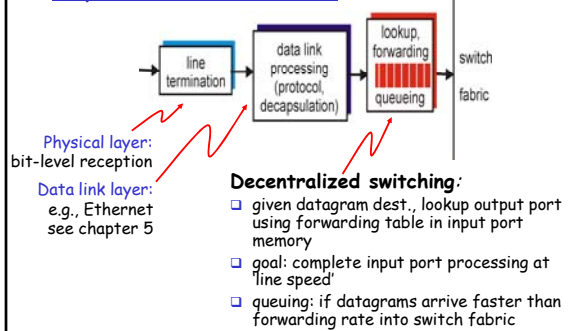 line
termination
data link
processing
(protocol,
decapsulation)
lookup,
forwarding
queueing
switch
fabric
Physical layer:
bit-level reception
Data link layer:
e.g., Ethernet
see chapter 5
Decentralized switching:
given datagram dest., lookup output port
using forwarding table in input port
memory
goal: complete input port processing at
'line speed'
queuing: if datagrams arrive faster than
forwarding rate into switch fabric